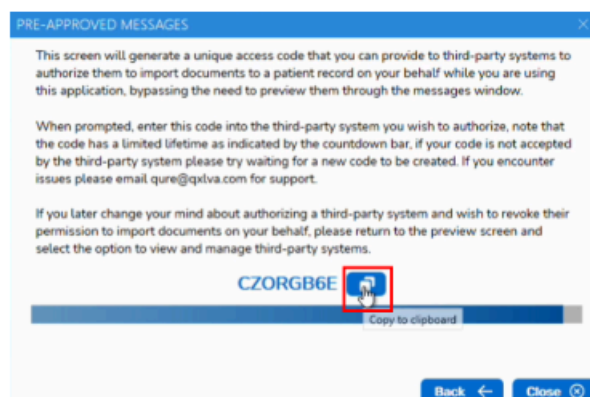 PRE-APPROVED MESSAGES
This screen will generate a unique access code that you can provide to third-party systems to
authorize them to import documents to a patient record on your behalf while you are using
this application, bypassing the need to preview them through the messages window.
When prompted, enter this code into the third-party system you wish to authorize, note that
the code has a limited lifetime as indicated by the countdown bar, if your code is not accepted
by the third-party system please try waiting for a new code to be created. If you encounter
issues please email qure@qxlva.com for support.
If you later change your mind about authorizing a third-party system and wish to revoke their
permission to import documents on your behalf, please return to the preview screen and
select the option to view and manage third-party systems.
CZORGB6E
Copy to clipboard
Back Close